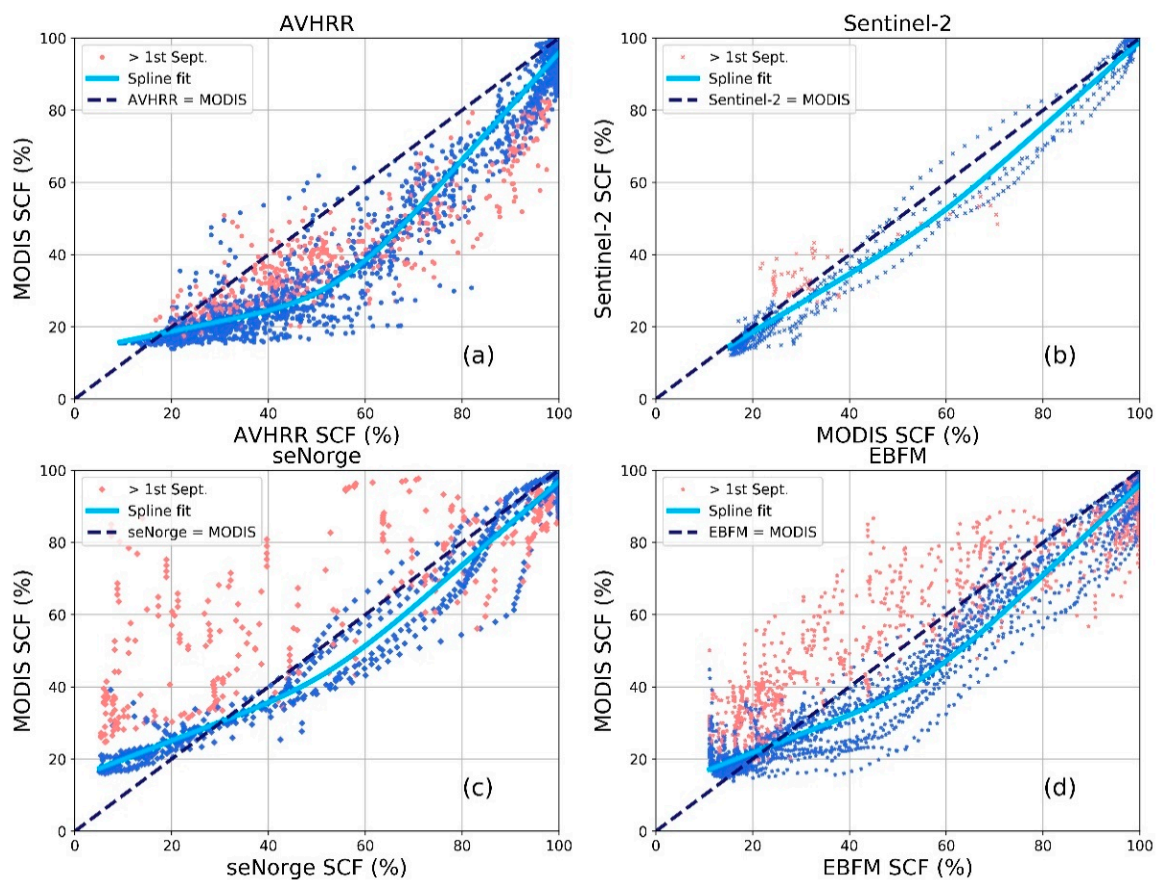 AVHRR
> 1st Sept.
Spline fit
AVHRR = MODIS
MODIS SCF (%)
100
80
60
40
20
0
(a)
0 20 40 60 80 100
AVHRR SCF (%)
Sentinel-2
> 1st Sept.
Spline fit
Sentinel-2 = MODIS
Sentinel-2 SCF (%)
100
80
60
40
20
0
(b)
0 20 40 60 80 100
MODIS SCF (%)
seNorge
> 1st Sept.
Spline fit
seNorge = MODIS
MODIS SCF (%)
100
80
60
40
20
0
(c)
0 20 40 60 80 100
seNorge SCF (%)
EBFM
> 1st Sept.
Spline fit
EBFM = MODIS
MODIS SCF (%)
100
80
60
40
20
0
(d)
0 20 40 60 80 100
EBFM SCF (%)